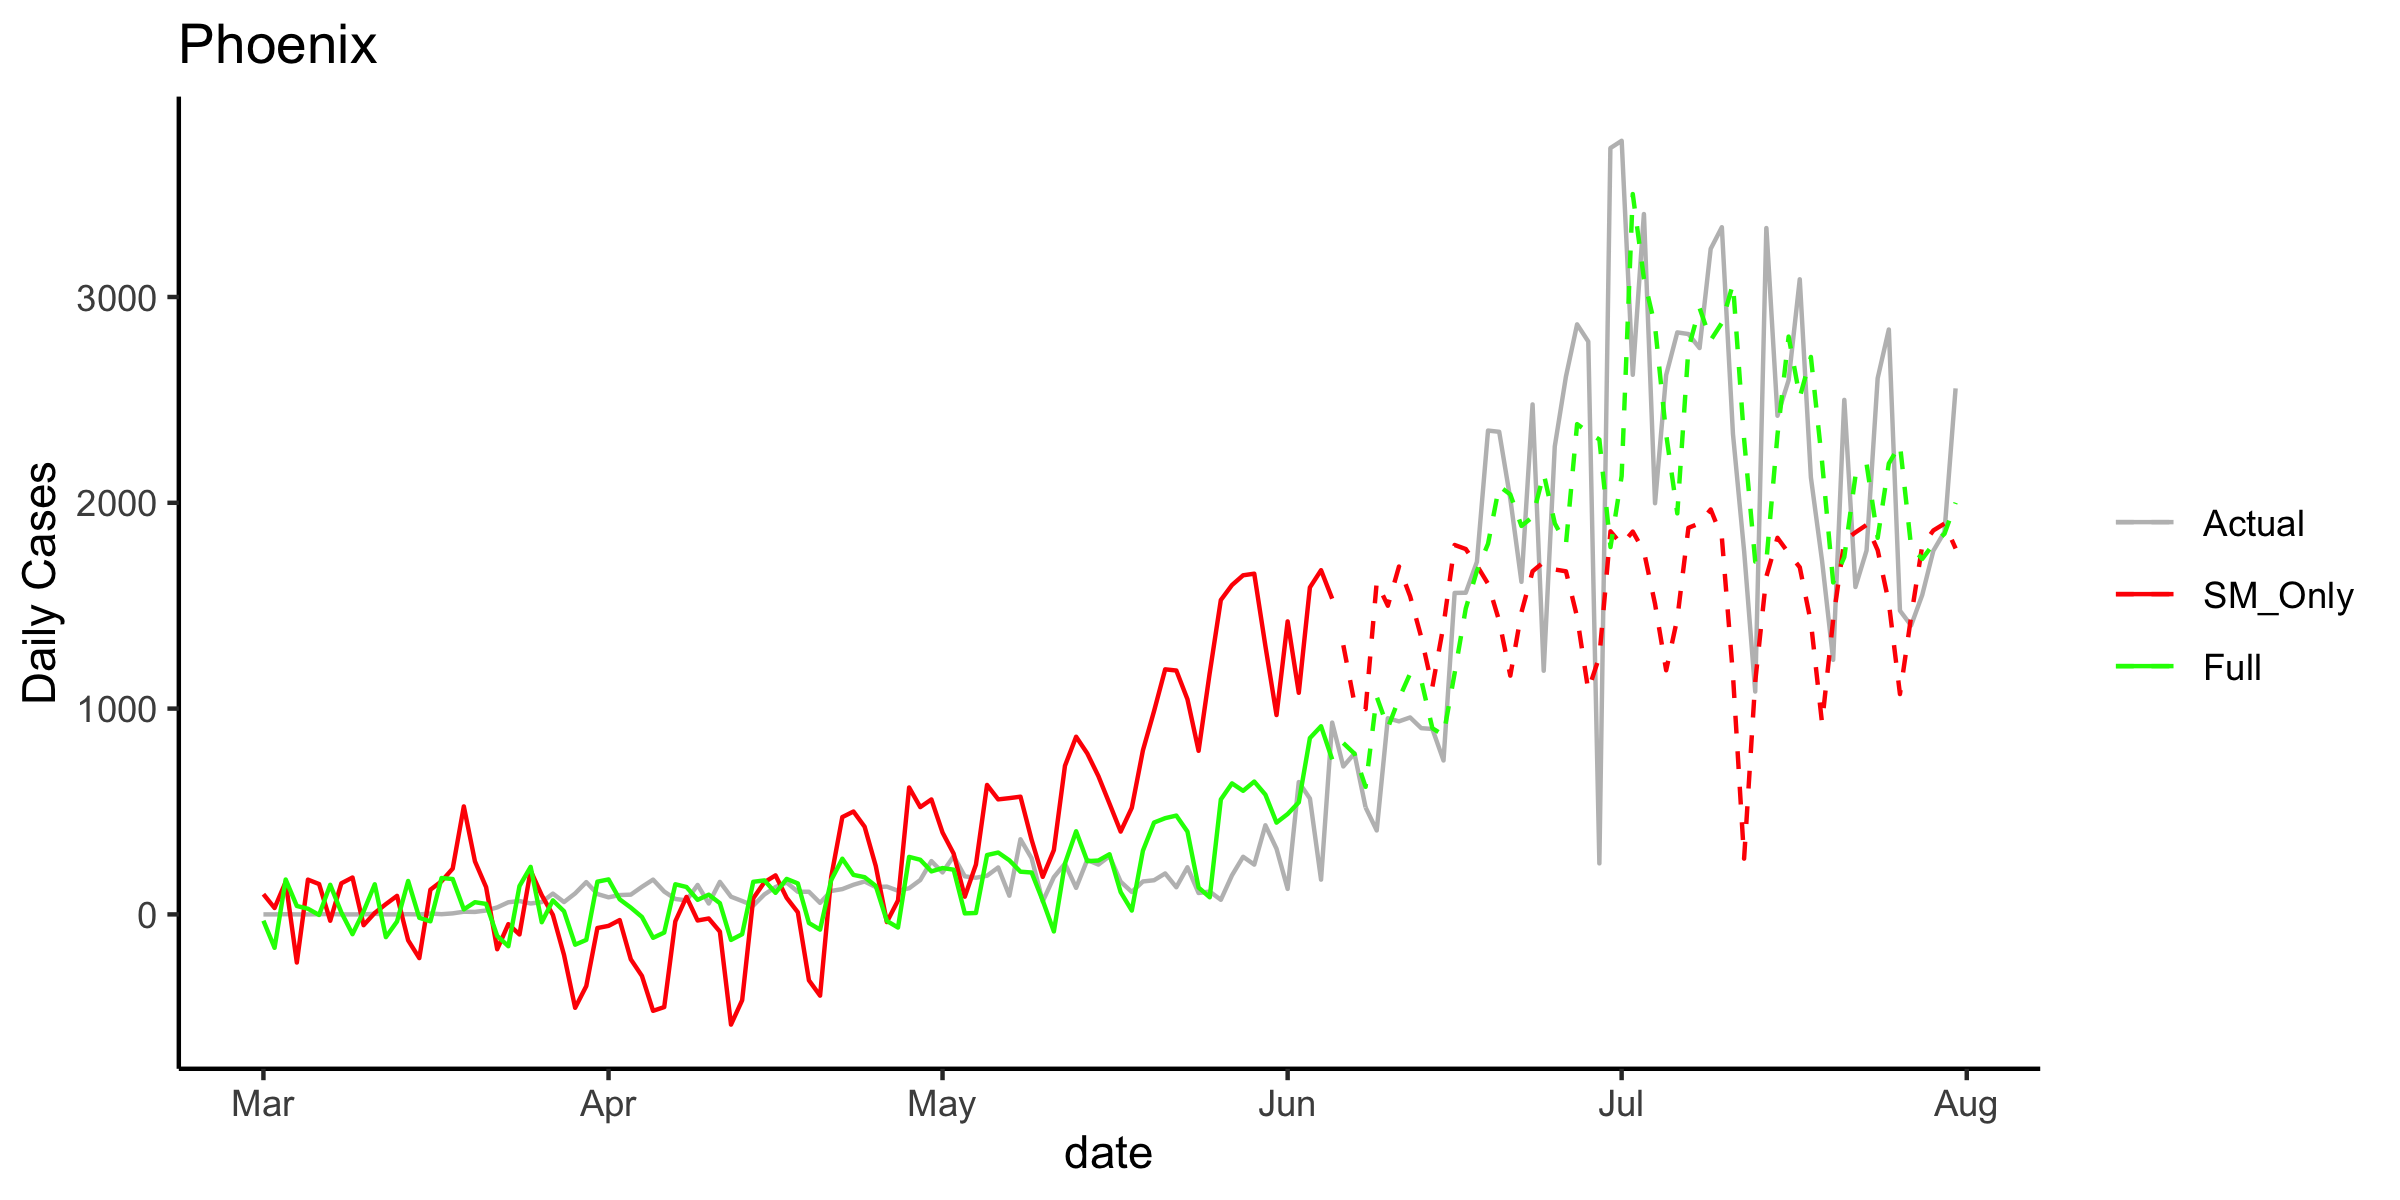 Phoenix
Daily Cases
3000
2000
1000
0
Mar
Apr
May
Jun
Jul
Aug
date
Actual
SM_Only
Full